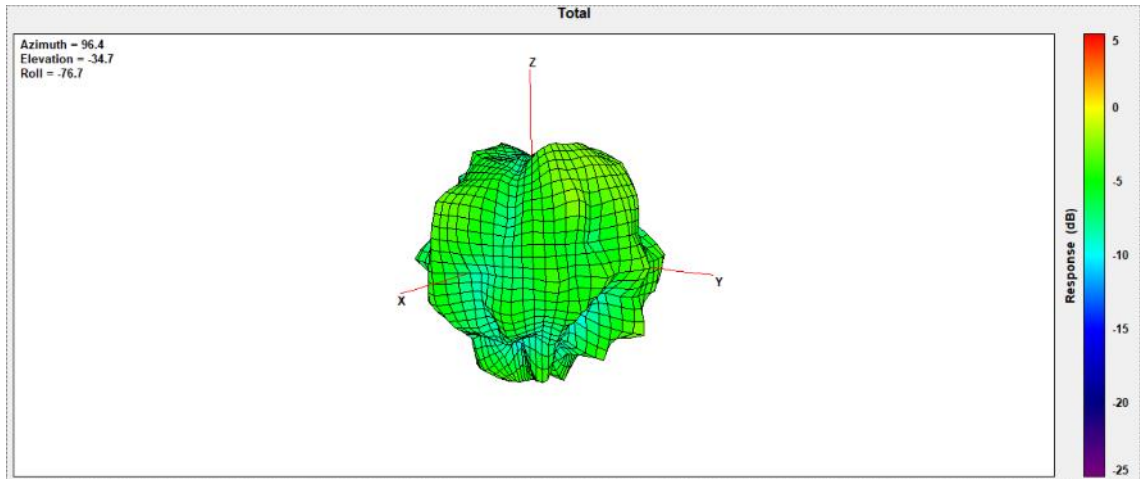 Total
Azimuth = 96.4
Elevation = -34.7
Roll = -76.7
Z
Y
X
5
0
-5
-10
-15
-20
-25
Response (dB)